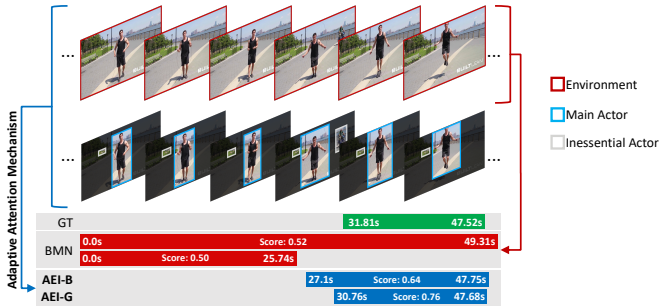 Adaptive Attention Mechanism
...
...
...
...
Environment
Main Actor
Inessential Actor
GT
31.81s 47.52s
BMN
0.0s Score: 0.52 49.31s
0.0s Score: 0.50 25.74s
AEI-B
27.1s Score: 0.64 47.75s
AEI-G
30.76s Score: 0.76 47.68s